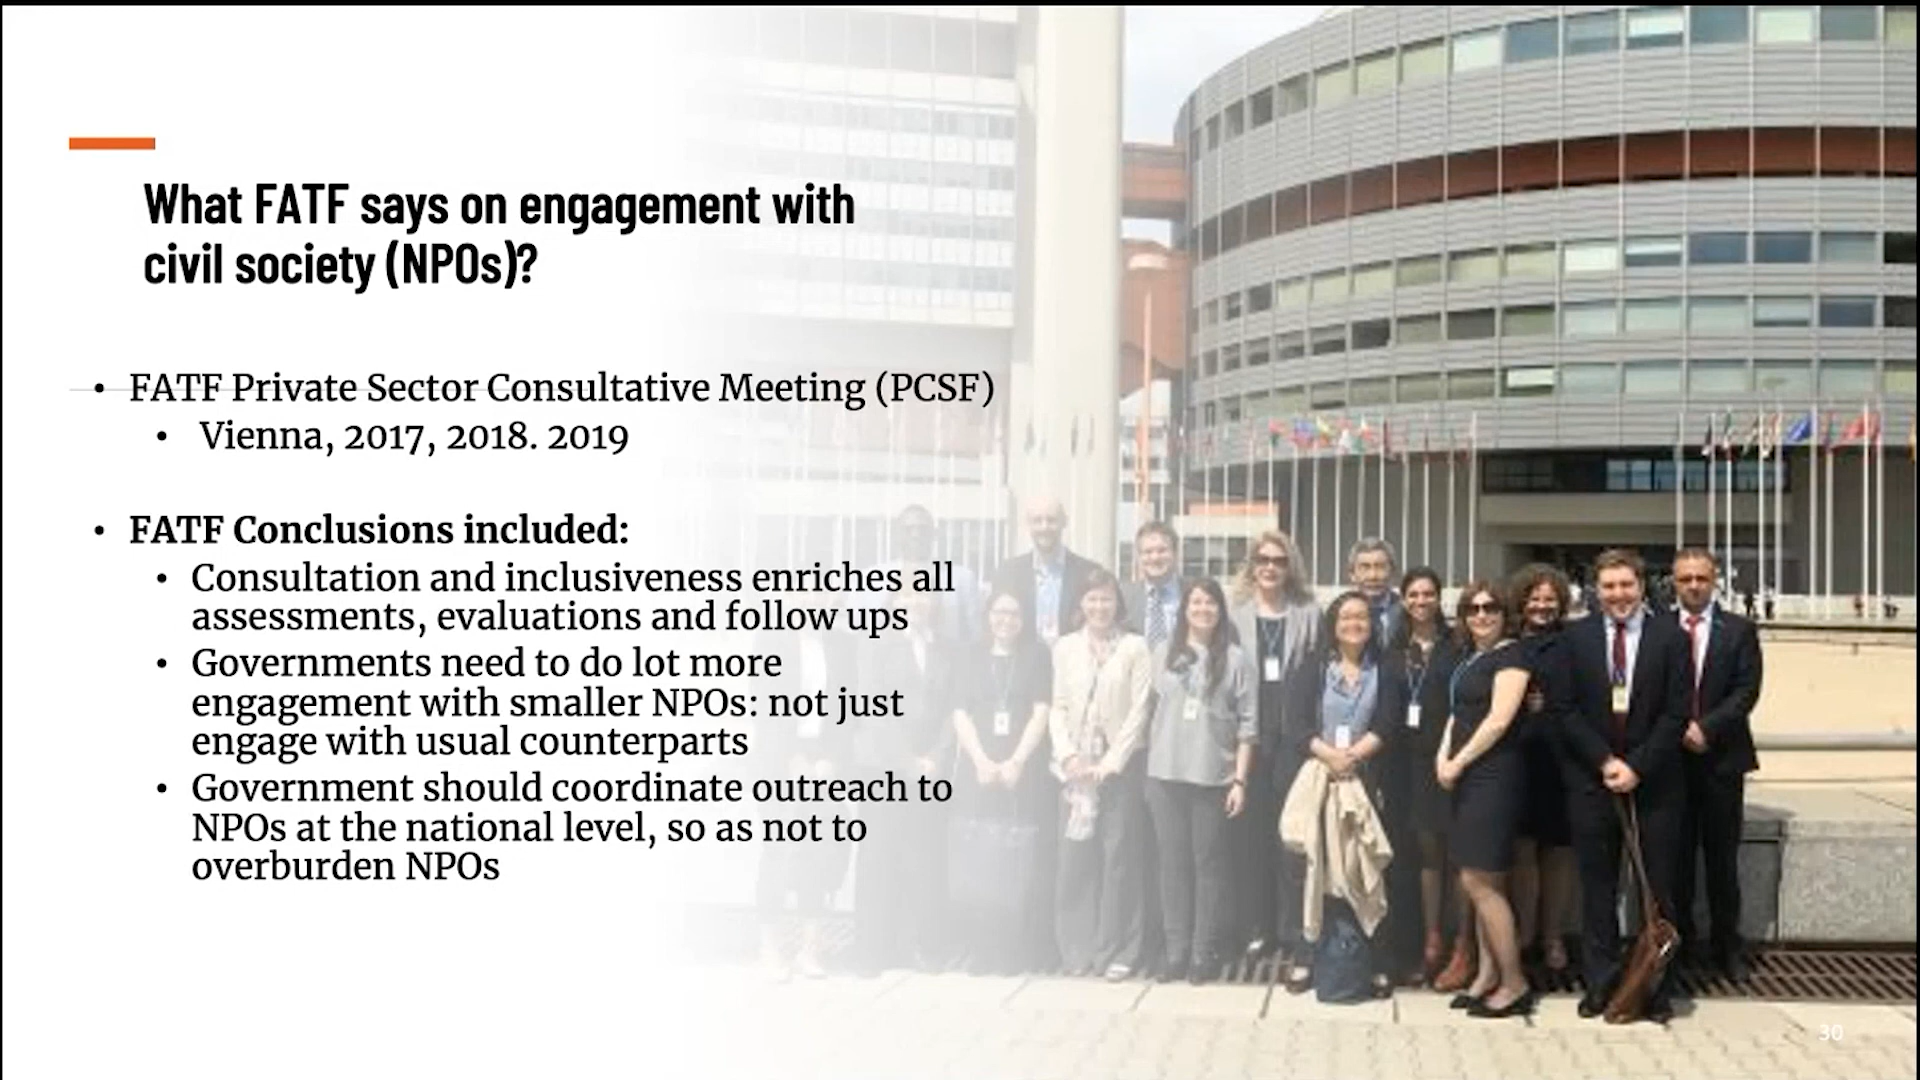 What FATF says on engagement with
civil society (NPOs)?
• FATF Private Sector Consultative Meeting (PCSF)
• Vienna, 2017, 2018. 2019
• FATF Conclusions included:
• Consultation and inclusiveness enriches all
assessments, evaluations and follow ups
• Governments need to do lot more
engagement with smaller NPOs: not just
engage with usual counterparts
• Government should coordinate outreach to
NPOs at the national level, so as not to
overburden NPOs
30